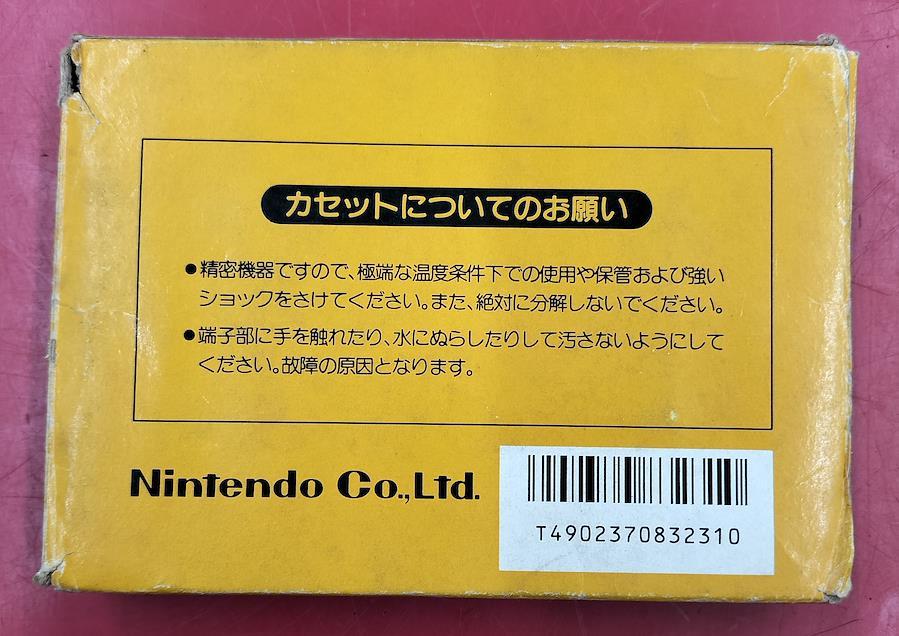 カセットについてのお願い
●精密機器ですので、極端な温度条件下での使用や保管および強い
ショックをさけてください。また、絶対に分解しないでください。
●端子部に手を触れたり、水にぬらしたりして汚さないようにして
ください。故障の原因となります。
Nintendo Co.,Ltd.
T4902370832310